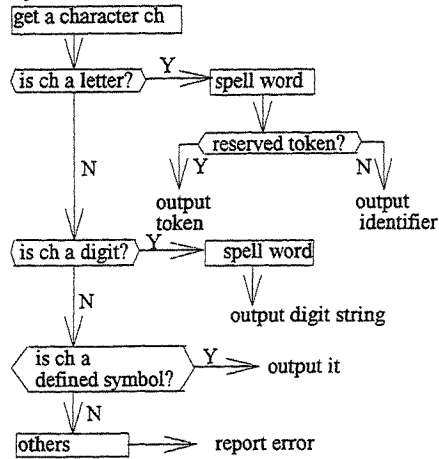 get a character ch
is ch a letter?
Y
spell word
reserved token?
N
Y
N
output
token
output
identifier
is ch a digit?
Y
spell word
N
output digit string
is ch a
defined symbol?
Y
output it
N
others
report error